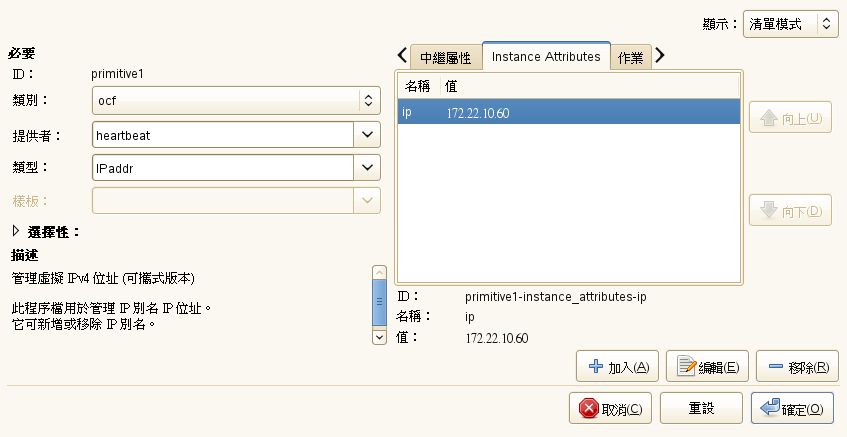 顯示： 清單模式
必要
ID： primitive1
類別： ocf
提供者： heartbeat
類型： IPaddr
樣板：
選擇性：
描述
管理虛擬 IPv4 位址 (可攜式版本)
此程序檔用於管理 IP 別名 IP 位址。
它可新增或移除 IP 別名。
中繼屬性 Instance Attributes 作業
名稱 值
ip 172.22.10.60
向上(U)
向下(D)
ID： primitive1-instance_attributes-ip
名稱： ip
值： 172.22.10.60
加入(A) 編輯(E) 移除(R)
取消(C) 重設 確定(O)